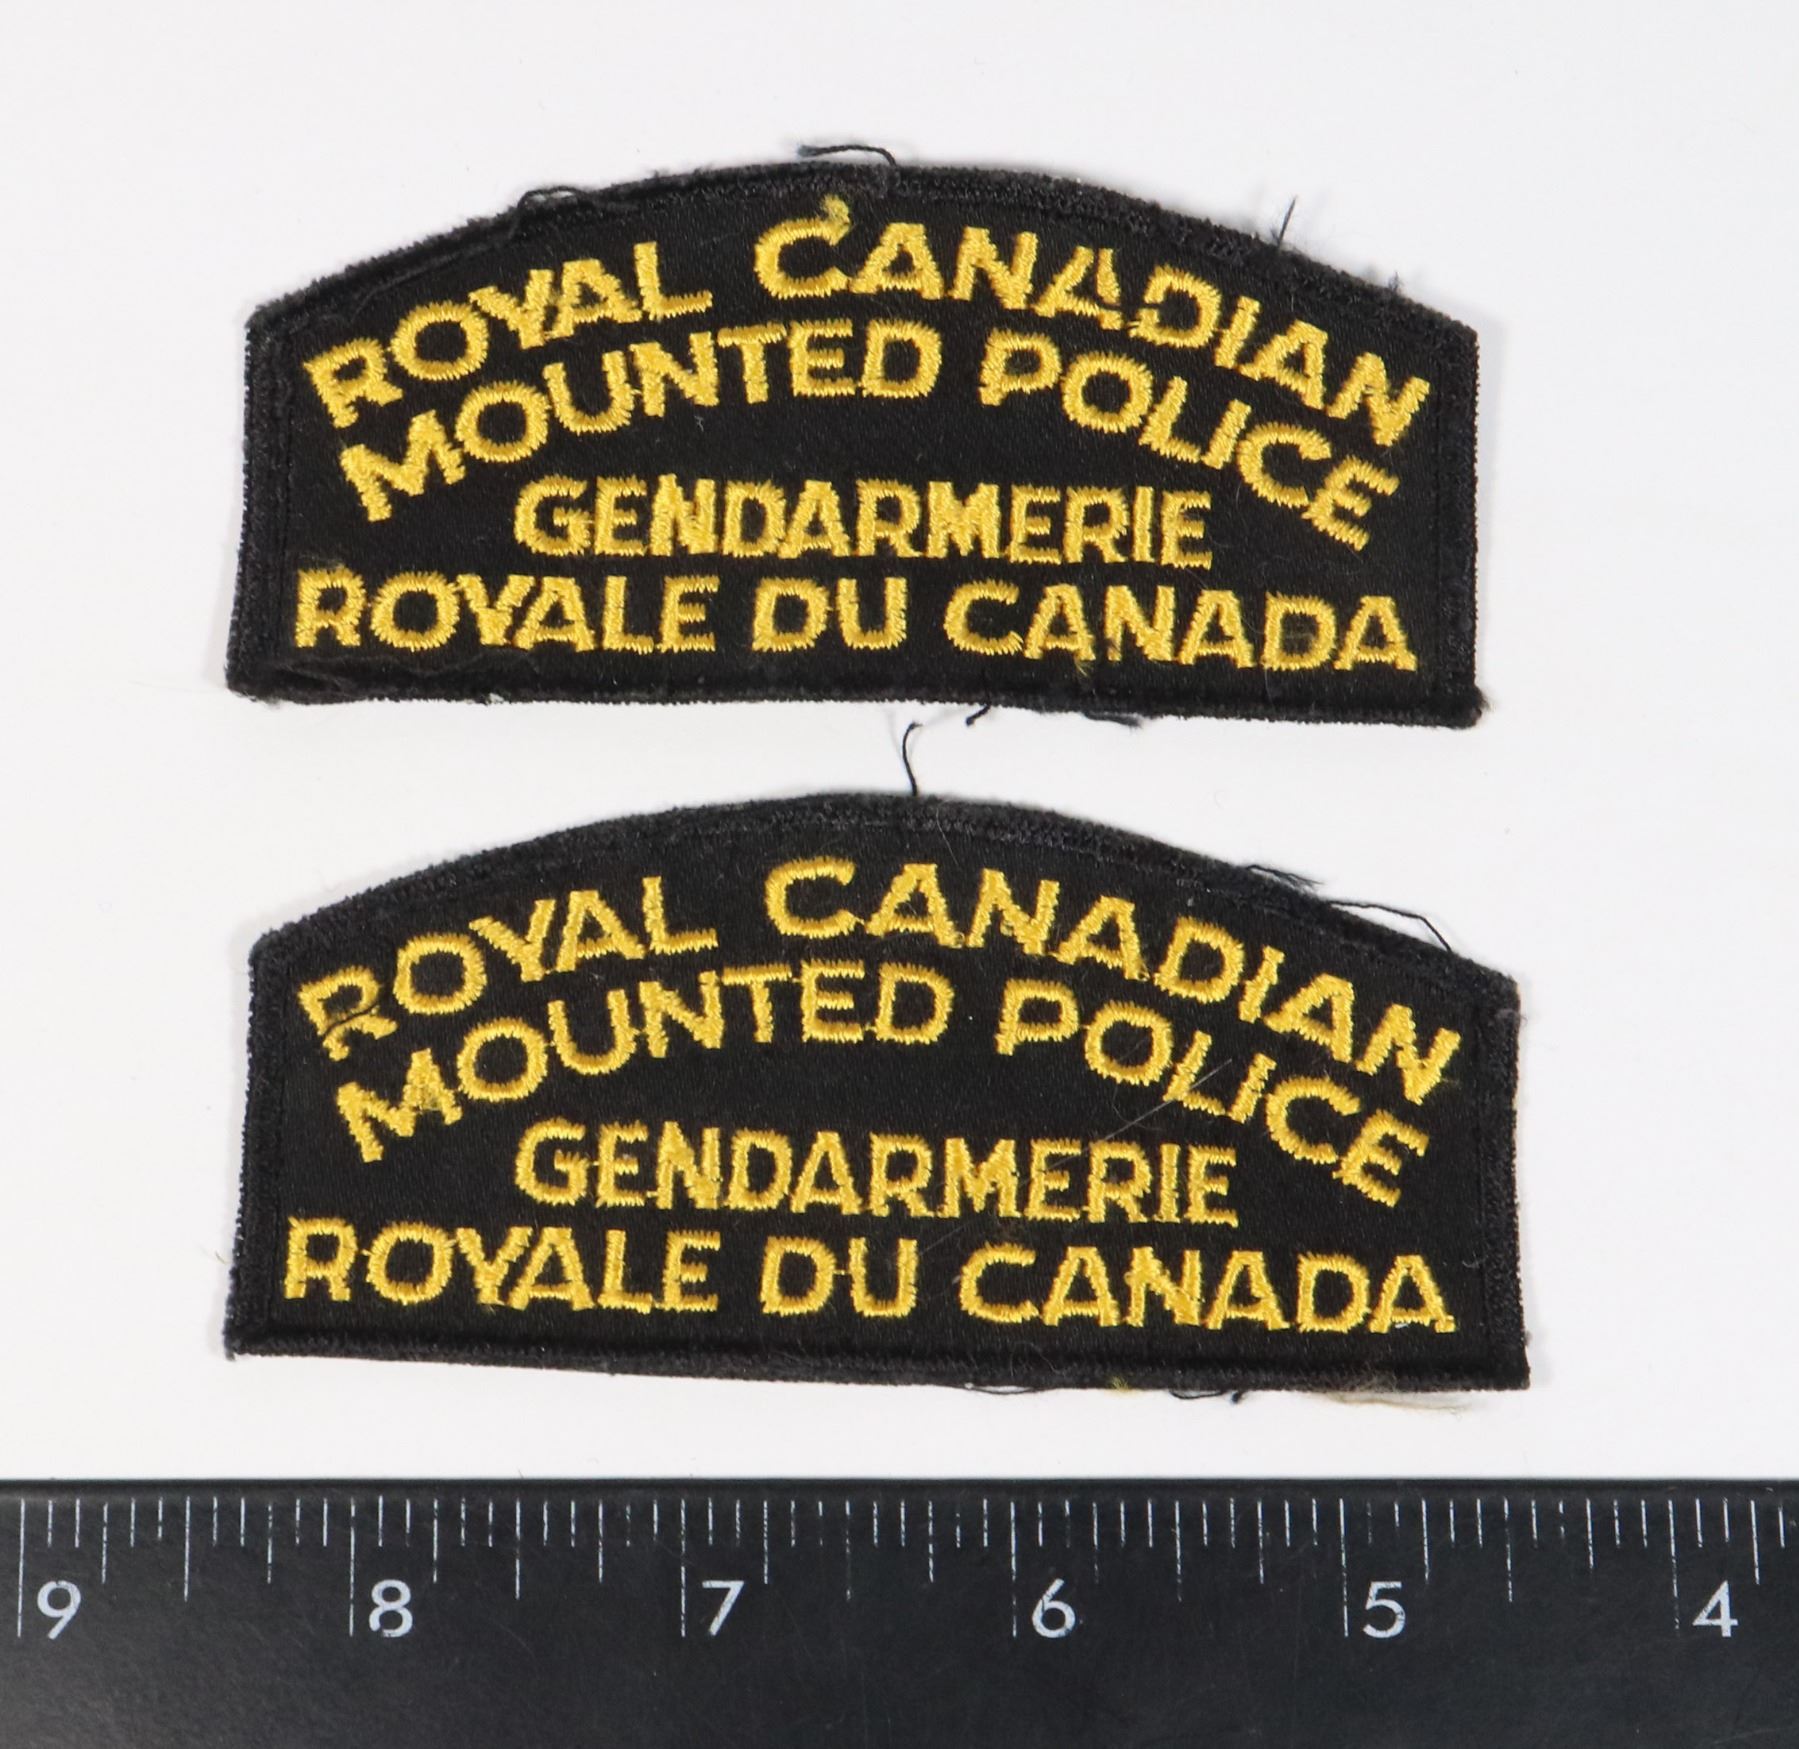 ROYAL CANADIAN
MOUNTED POLICE
GENDARMERIE
ROYALE DU CANADA
ROYAL CANADIAN
MOUNTED POLICE
GENDARMERIE
ROYALE DU CANADA
9 8 7 6 5 4